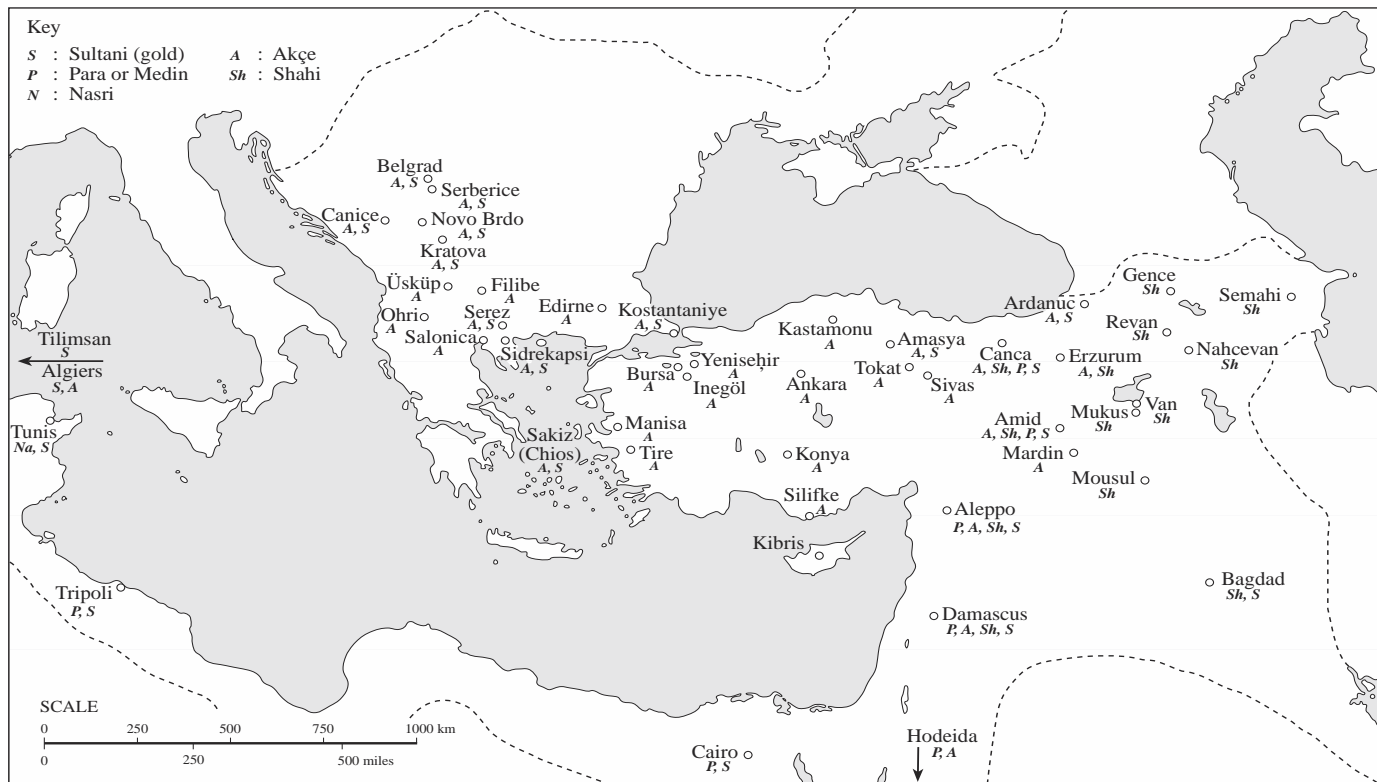 Key
S : Sultani (gold)
A : Akçe
P : Para or Medin
Sh : Shahi
N : Nasri
Belgrad
A, S
Serberice
A, S
Canice
A, S
Novo Brdo
A, S
Kratova
A, S
Üsküp
A
Filibe
A
Edirne
A
Kostantaniye
A, S
Ohri
A
Serez
A, S
Salonica
A
Sidrekapsi
A, S
Kastamonu
A
Amasya
A, S
Ardanuc
A, S
Gence
Sh
Semahi
Sh
Revan
Sh
Nahcevan
Sh
Canca
A, Sh, P, S
Erzurum
A, Sh
Tilimsan
S
Algiers
S, A
Tunis
Na, S
Bursa
A
Yenisehir
A
Inegöl
A
Ankara
A
Tokat
A
Sivas
A
Mukus
Sh
Van
Sh
Amid
A, Sh, P, S
Mardin
A
Mousul
Sh
Manisa
A
Tire
A
Sakiz
(Chios)
A, S
Konya
A
Silifke
A
Aleppo
P, A, Sh, S
Kibris
Tripoli
P, S
Bagdad
Sh, S
Damascus
P, A, Sh, S
SCALE
0 250 500 750 1000 km
0 500 miles
Cairo
P, S
Hodeida
P, A